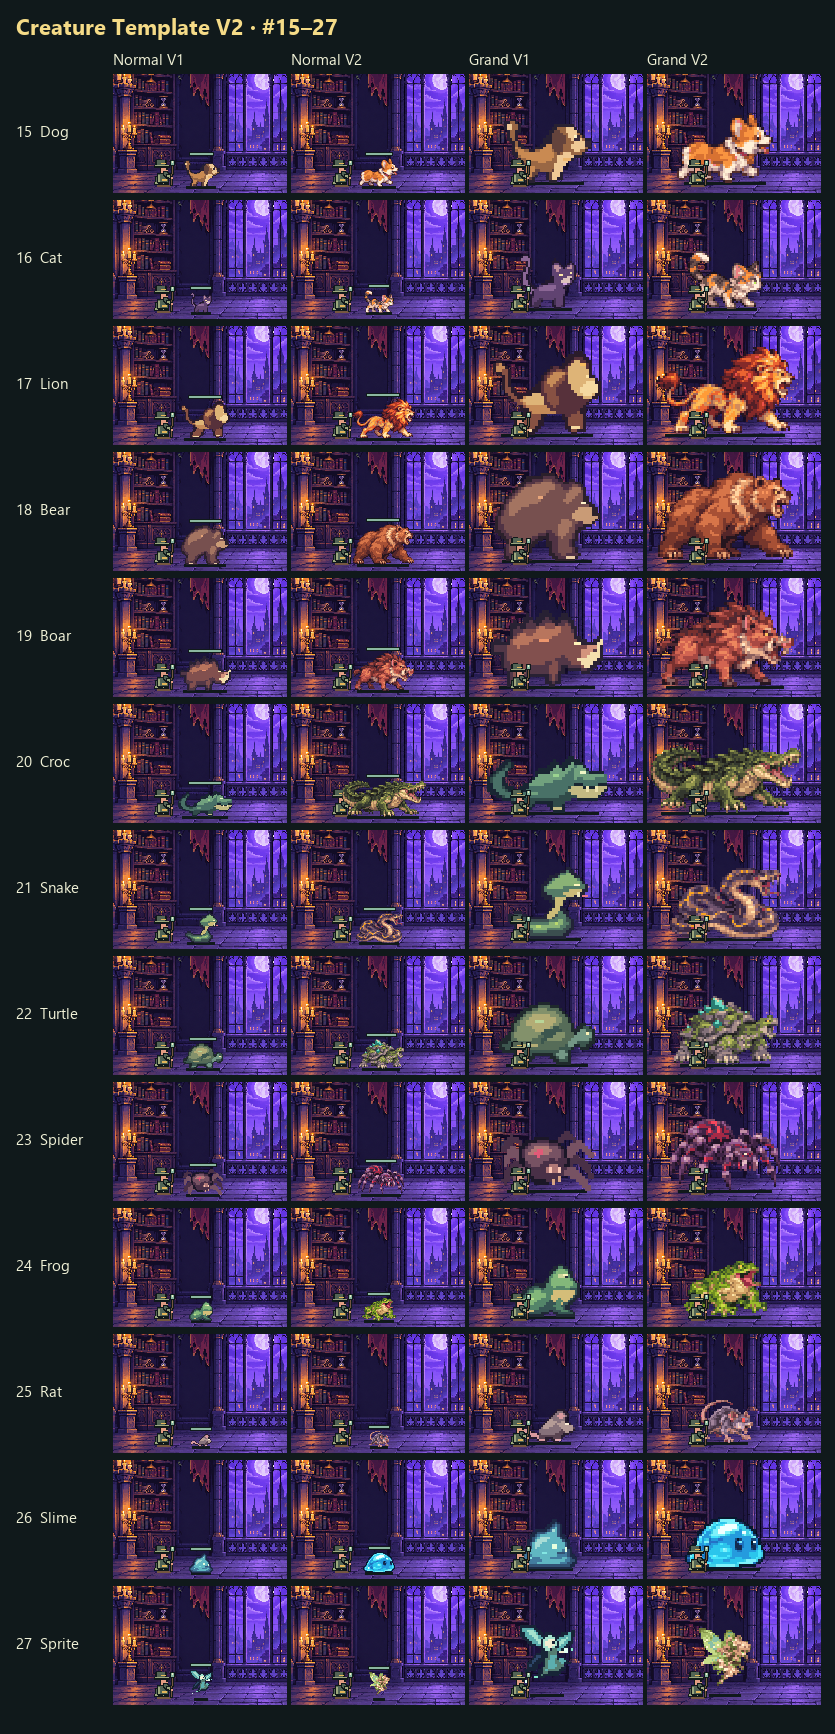 Creature Template V2 · #15–27
Normal V1 Normal V2 Grand V1 Grand V2
15 Dog
16 Cat
17 Lion
18 Bear
19 Boar
20 Croc
21 Snake
22 Turtle
23 Spider
24 Frog
25 Rat
26 Slime
27 Sprite